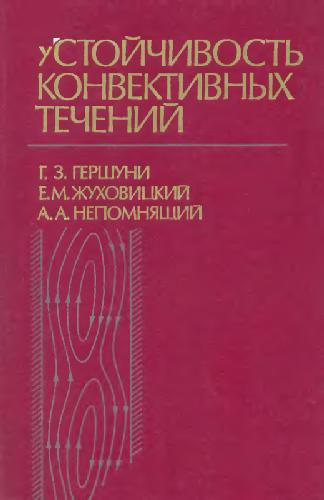 УСТОЙЧИВОСТЬ
КОНВЕКТИВНЫХ
ТЕЧЕНИЙ
Г. З. ГЕРШУНИ
Е. М. ЖУХОВИЦКИЙ
А. А. НЕПОМНЯЩИЙ